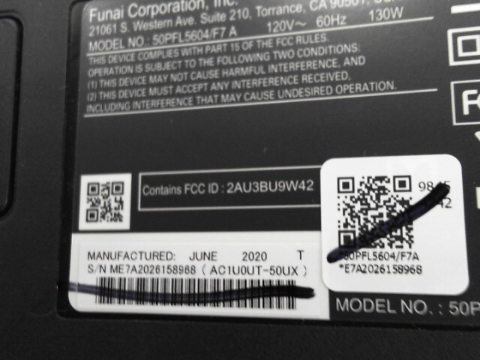 Funai Corporation, Inc.
21061 S. Western Ave. Suite 210, Torrance, CA 90501,
MODEL NO.: 50PFL5604/F7 A 120V~ 60Hz 130W
THIS DEVICE COMPLIES WITH PART 15 OF THE FCC RULES.
OPERATION IS SUBJECT TO THE FOLLOWING TWO CONDITIONS:
(1) THIS DEVICE MAY NOT CAUSE HARMFUL INTERFERENCE, AND
(2) THIS DEVICE MUST ACCEPT ANY INTERFERENCE RECEIVED,
INCLUDING INTERFERENCE THAT MAY CAUSE UNDESIRED OPERATION.
Contains FCC ID : 2AU3BU9W42
MANUFACTURED: JUNE 2020 T
S/N ME7A2026158968 ( AC1U0UT-50UX )
50PFL5604/F7A
*E7A2026158968
MODEL NO. : 50P